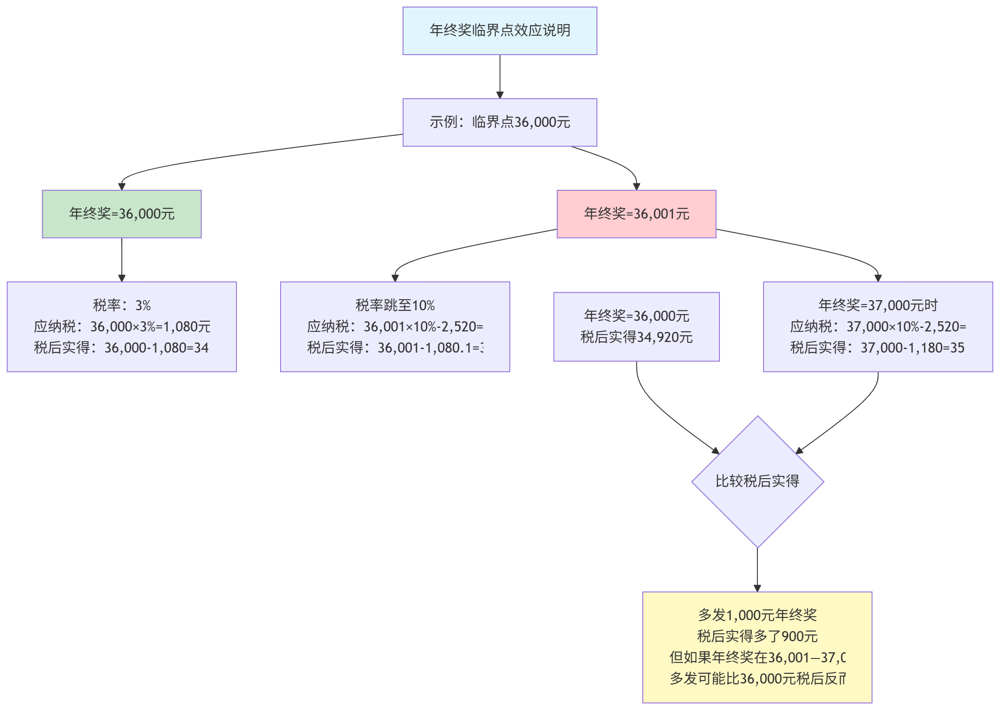 年终奖临界点效应说明
示例：临界点36,000元
年终奖=36,000元
年终奖=36,001元
税率：3%
应纳税：36,000×3%=1,080元
税后实得：36,000-1,080=34,
税率跳至10%
应纳税：36,001×10%-2,520=
税后实得：36,001-1,080.1=
年终奖=36,000元
税后实得34,920元
年终奖=37,000元时
应纳税：37,000×10%-2,520=
税后实得：37,000-1,180=35,
比较税后实得
多发1,000元年终奖
税后实得多了900元
但如果年终奖在36,001—37,0
多发可能比36,000元税后反